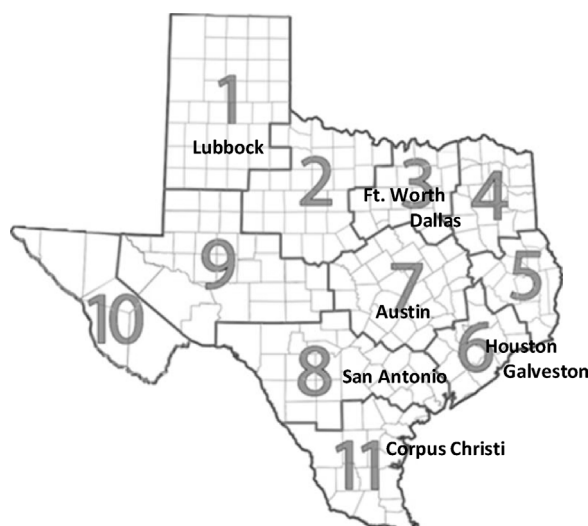 1
Lubbock
2
3
Ft. Worth
Dallas
4
9
7
5
10
Austin
6
Houston
8
San Antonio
Galveston
11
Corpus Christi